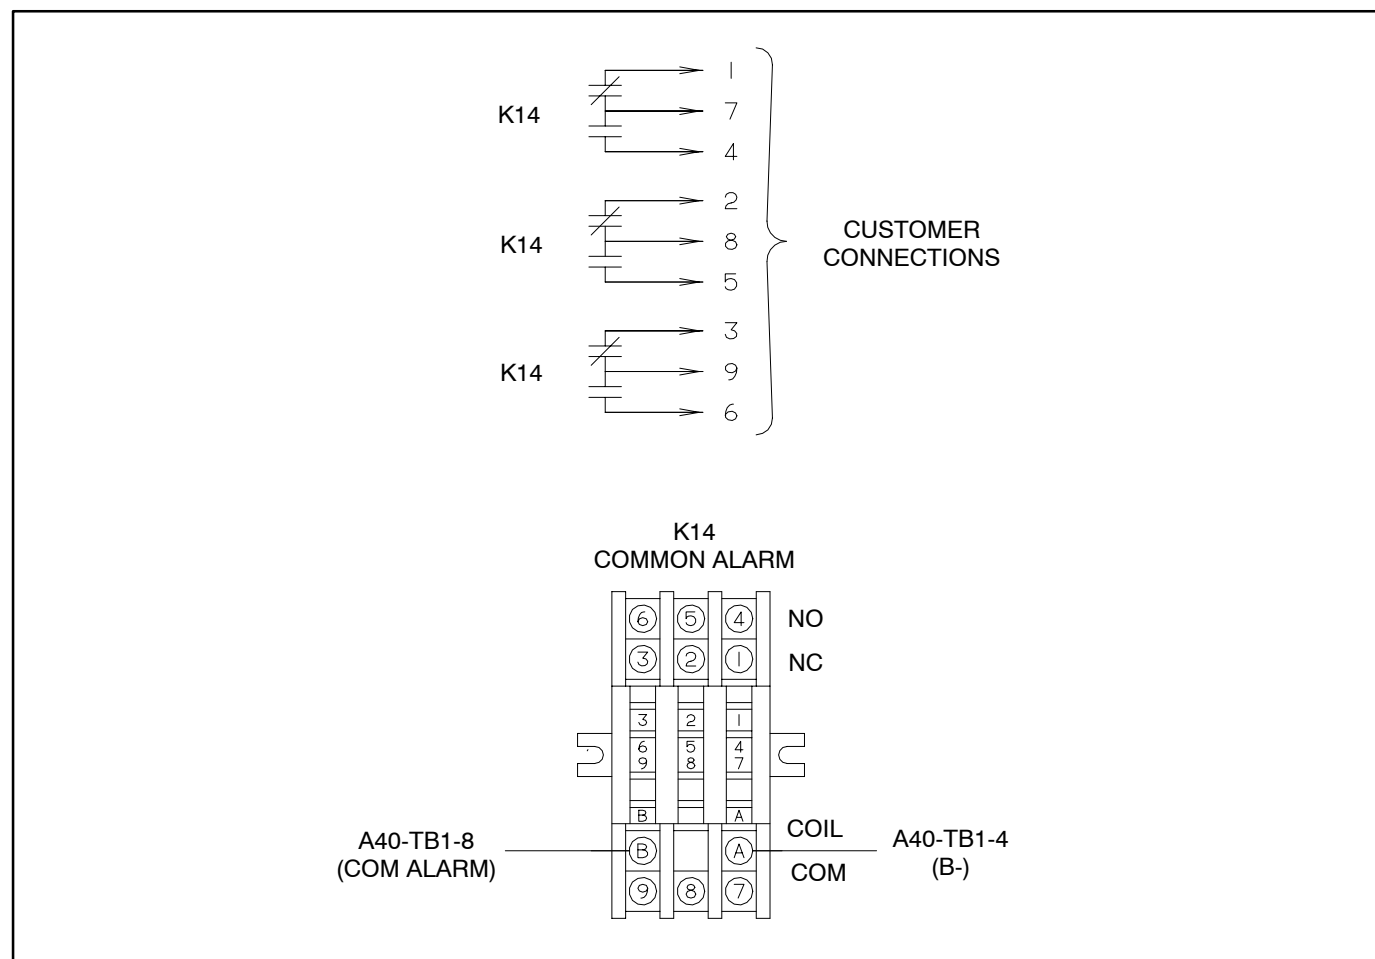 1
K14
7
4
2
K14
8
5
3
K14
9
6
CUSTOMER
CONNECTIONS
K14
COMMON ALARM
6 5 4 NO
3 2 1 NC
3 2 1
6 5 4
9 8 7
B A
COIL
A40-TB1-8
(COM ALARM)
B A
A40-TB1-4
(B-)
COM
9 8 7